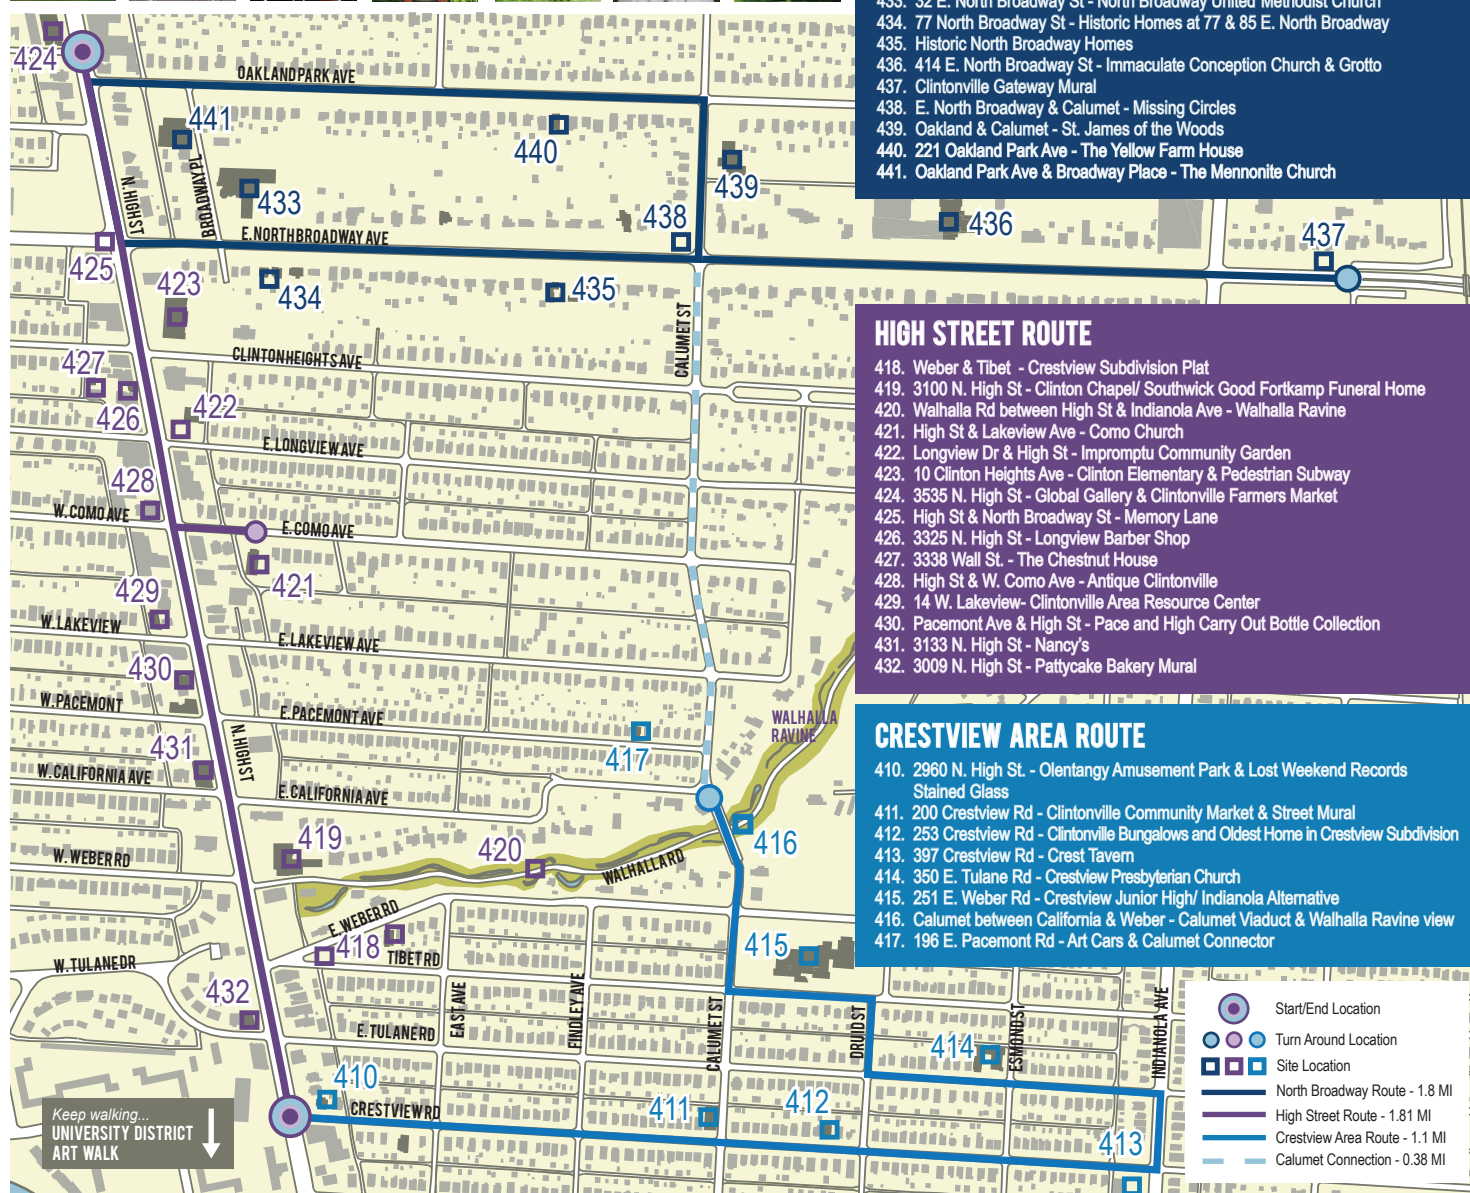 433. 32 E. North Broadway St - North Broadway United Methodist Church
434. 77 North Broadway St - Historic Homes at 77 & 85 E. North Broadway
435. Historic North Broadway Homes
436. 414 E. North Broadway St - Immaculate Conception Church & Grotto
437. Clintonville Gateway Mural
438. E. North Broadway & Calumet - Missing Circles
439. Oakland & Calumet - St. James of the Woods
440. 221 Oakland Park Ave - The Yellow Farm House
441. Oakland Park Ave & Broadway Place - The Mennonite Church
HIGH STREET ROUTE
418. Weber & Tibet - Crestview Subdivision Plat
419. 3100 N. High St - Clinton Chapel/ Southwick Good Fortkamp Funeral Home
420. Walhalla Rd between High St & Indianola Ave - Walhalla Ravine
421. High St & Lakeview Ave - Como Church
422. Longview Dr & High St - Impromptu Community Garden
423. 10 Clinton Heights Ave - Clinton Elementary & Pedestrian Subway
424. 3535 N. High St - Global Gallery & Clintonville Farmers Market
425. High St & North Broadway St - Memory Lane
426. 3325 N. High St - Longview Barber Shop
427. 3338 Wall St. - The Chestnut House
428. High St & W. Como Ave - Antique Clintonville
429. 14 W. Lakeview- Clintonville Area Resource Center
430. Pacemont Ave & High St - Pace and High Carry Out Bottle Collection
431. 3133 N. High St - Nancy's
432. 3009 N. High St - Pattycake Bakery Mural
CRESTVIEW AREA ROUTE
410. 2960 N. High St. - Olentangy Amusement Park & Lost Weekend Records
Stained Glass
411. 200 Crestview Rd - Clintonville Community Market & Street Mural
412. 253 Crestview Rd - Clintonville Bungalows and Oldest Home in Crestview Subdivision
413. 397 Crestview Rd - Crest Tavern
414. 350 E. Tulane Rd - Crestview Presbyterian Church
415. 251 E. Weber Rd - Crestview Junior High/ Indianola Alternative
416. Calumet between California & Weber - Calumet Viaduct & Walhalla Ravine view
417. 196 E. Pacemont Rd - Art Cars & Calumet Connector
Start/End Location
Turn Around Location
Site Location
North Broadway Route - 1.8 MI
High Street Route - 1.81 MI
Crestview Area Route - 1.1 MI
Calumet Connection - 0.38 MI
424
OAKLAND PARK AVE
441
440
439
N. HIGH ST
BROADWAY PL
433
438
436
437
E. NORTH BROADWAY AVE
425
423
434
435
CALUMET ST
CLINTON HEIGHTS AVE
427
426
422
E. LONGVIEW AVE
428
W. COMO AVE
E. COMO AVE
421
429
W. LAKEVIEW
E. LAKEVIEW AVE
430
W. PACEMONT
E. PACEMONT AVE
WALHALLA
RAVINE
431
N. HIGH ST
417
W. CALIFORNIA AVE
E. CALIFORNIA AVE
419
420
416
W. WEBER RD
WALHALLA RD
E. WEBER RD
418
TIBET RD
415
W. TULANE DR
432
E. TULANE RD
EAST AVE
FINDLEY AVE
CALUMET ST
DRUID ST
414
ESMOND ST
INDIANOLA AVE
410
CRESTVIEW RD
411
412
413
Keep walking...
UNIVERSITY DISTRICT
ART WALK